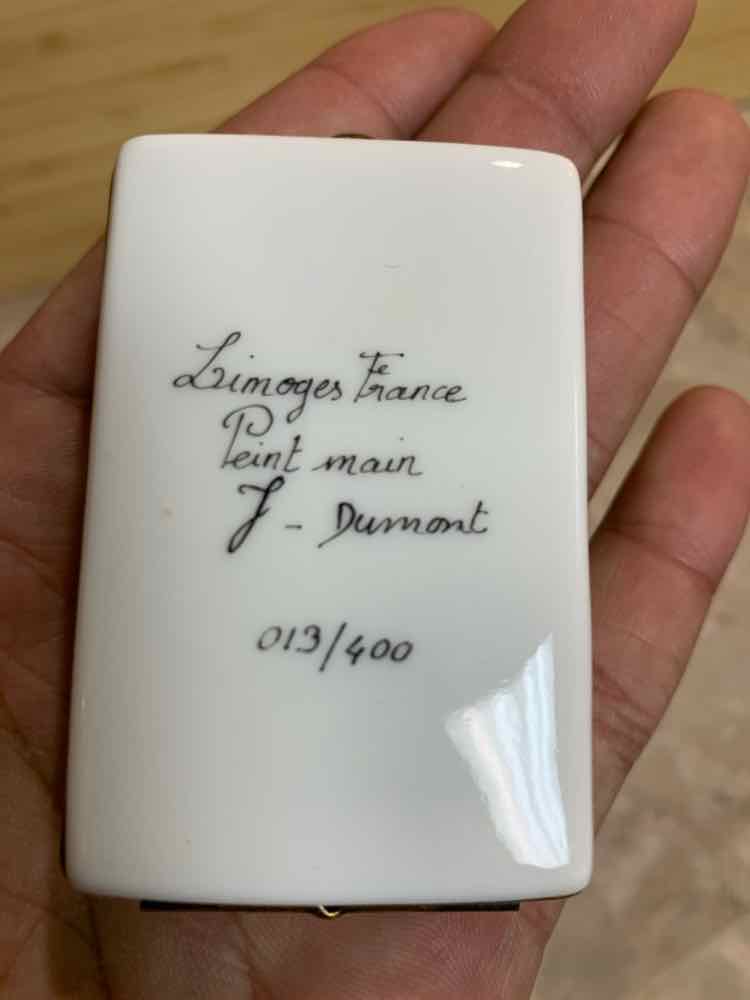 Limoges France
Peint main
J - Dumont
013/400